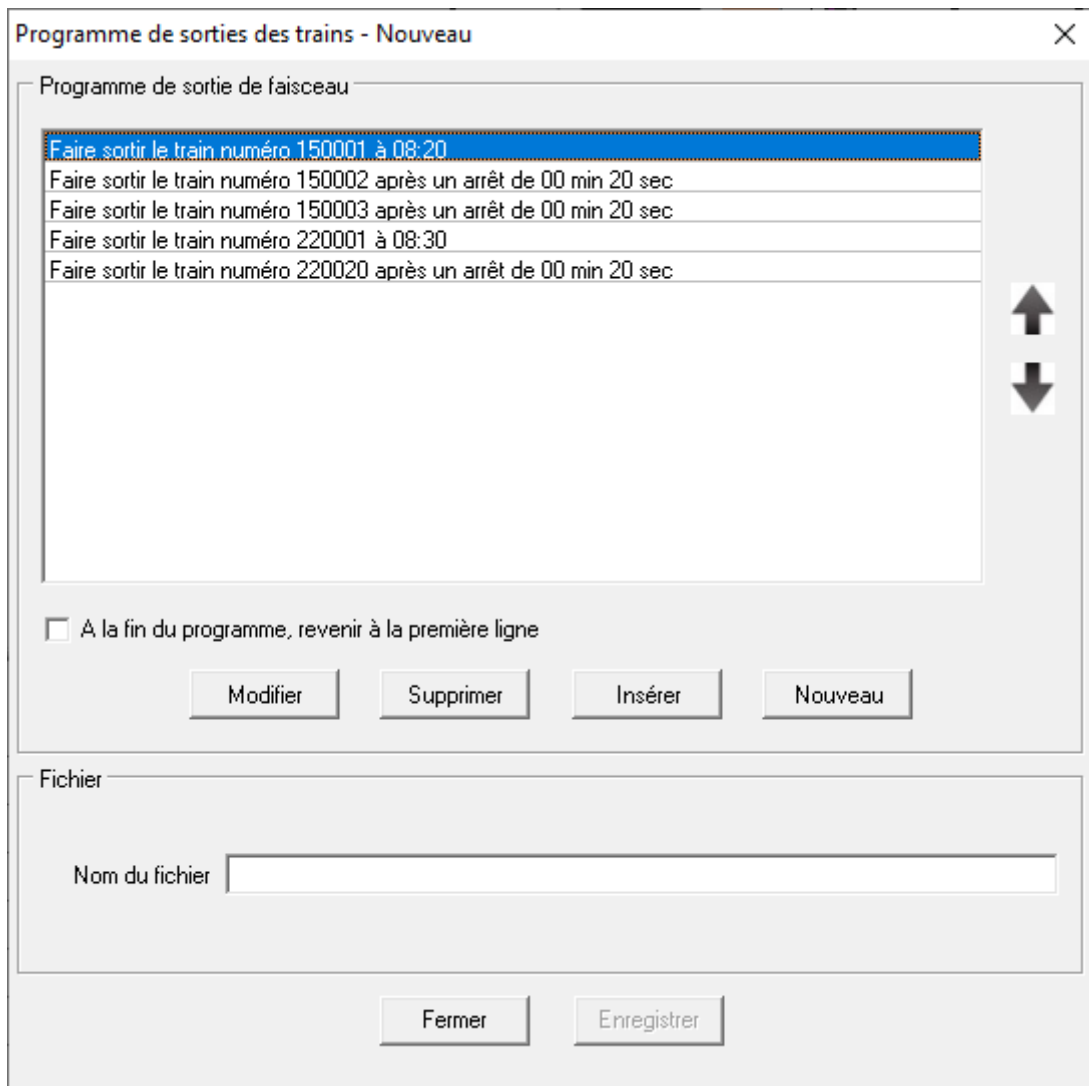 Programme de sorties des trains - Nouveau
Programme de sortie de faisceau
Faire sortir le train numéro 150001 à 08:20
Faire sortir le train numéro 150002 après un arrêt de 00 min 20 sec
Faire sortir le train numéro 150003 après un arrêt de 00 min 20 sec
Faire sortir le train numéro 220001 à 08:30
Faire sortir le train numéro 220020 après un arrêt de 00 min 20 sec
A la fin du programme, revenir à la première ligne
Modifier Supprimer Insérer Nouveau
Fichier
Nom du fichier
Fermer Enregistrer